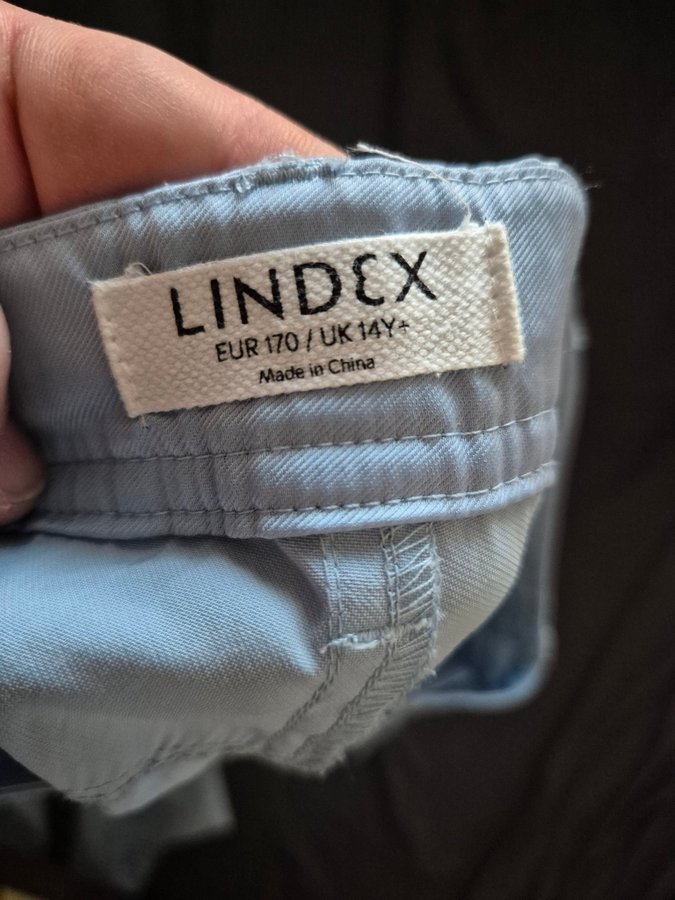 LINDEX
EUR 170 / UK 14Y+
Made in China